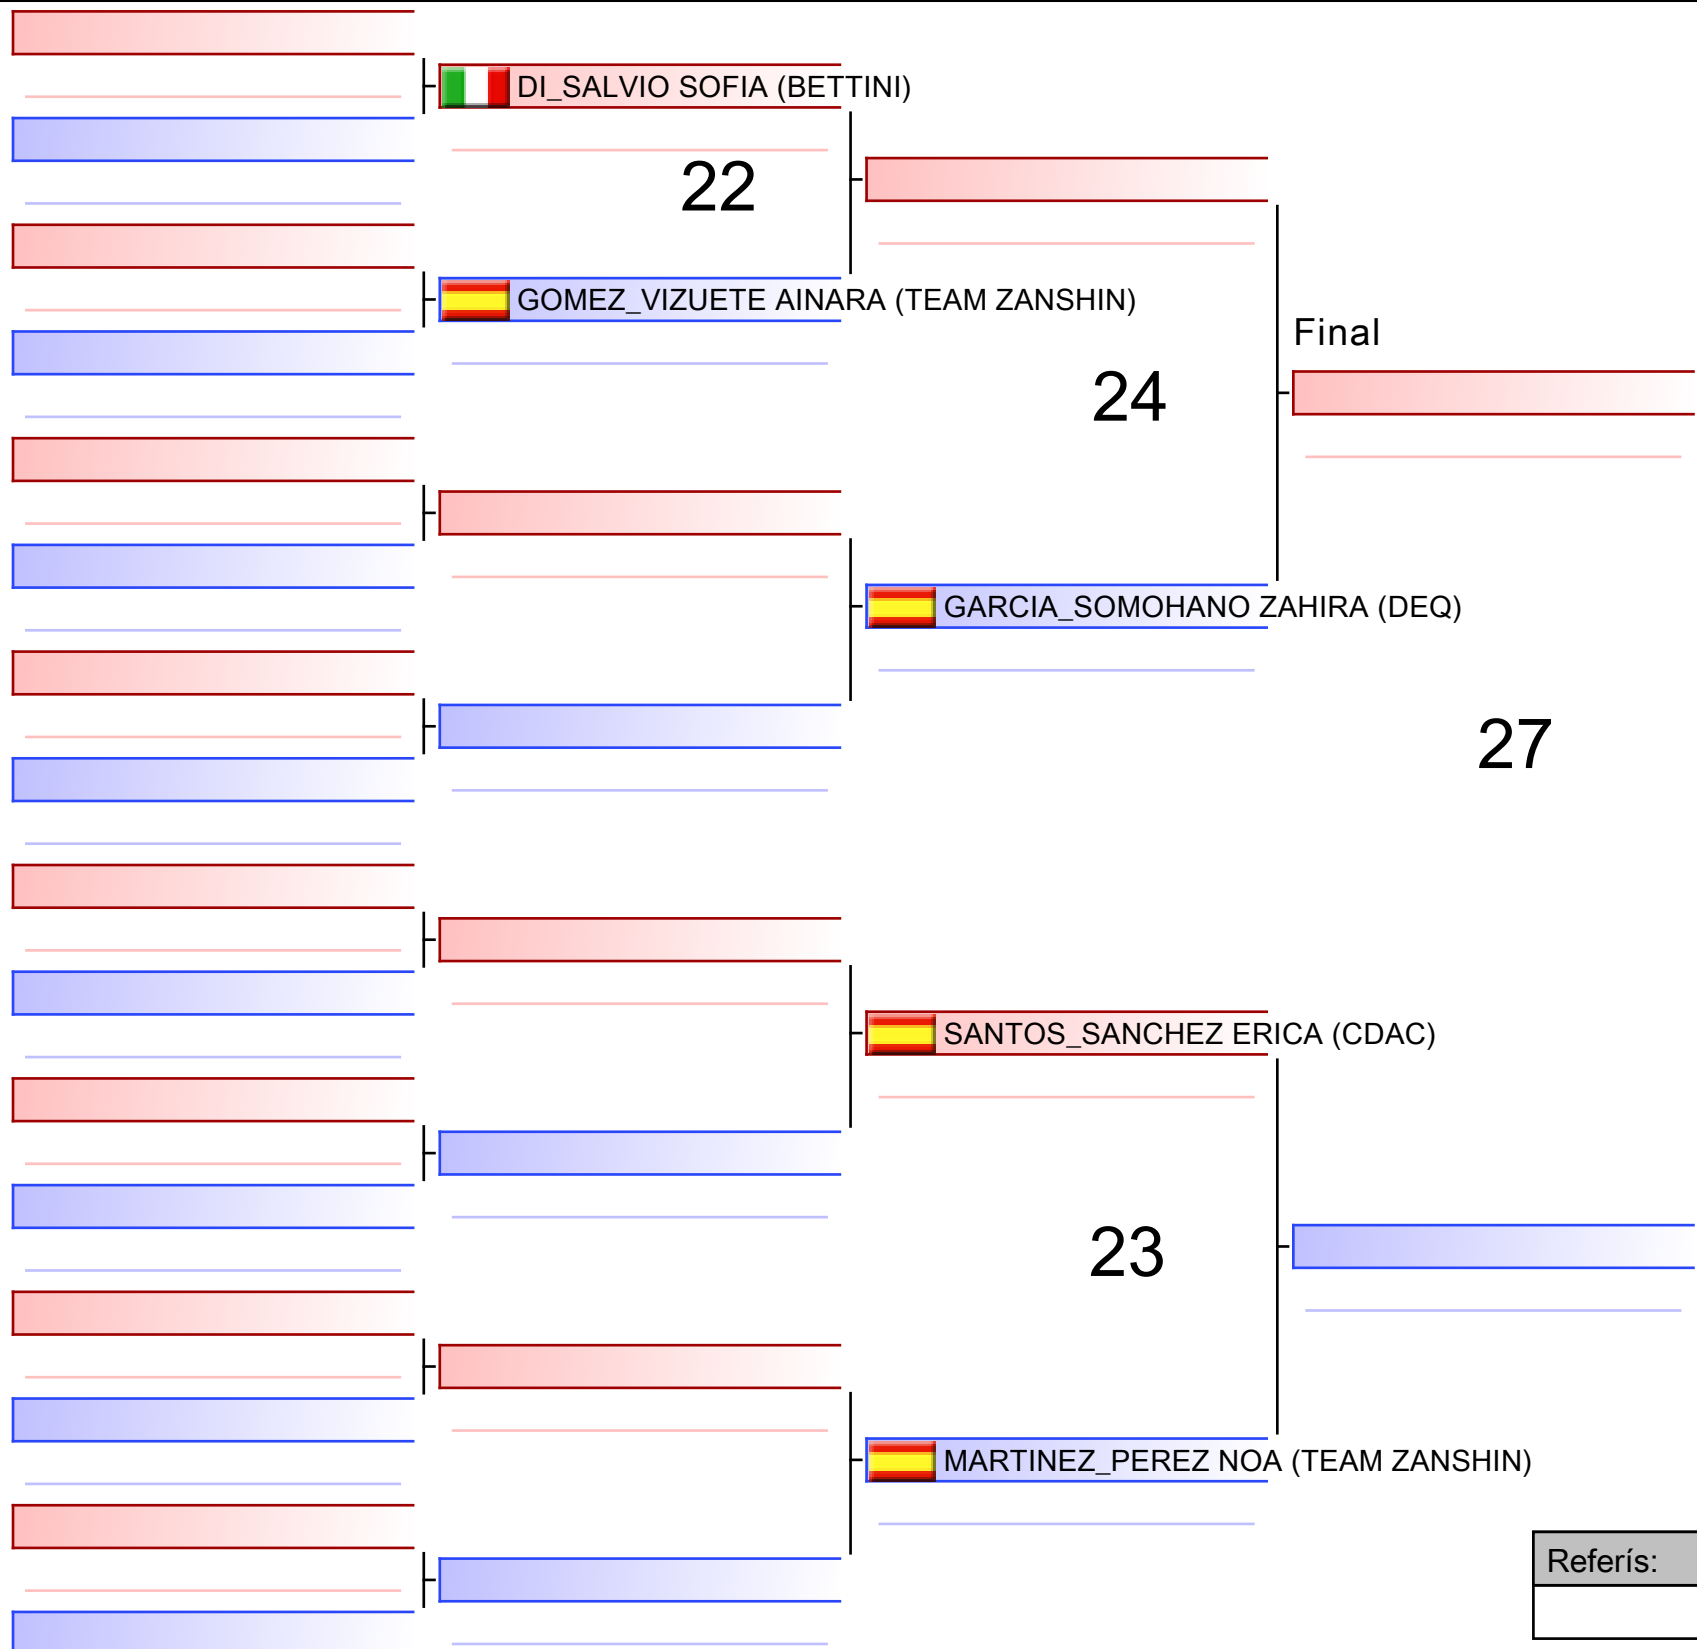 DI_SALVIO SOFIA (BETTINI)
22
GOMEZ_VIZUETE AINARA (TEAM ZANSHIN)
Final
24
GARCIA_SOMOHANO ZAHIRA (DEQ)
27
SANTOS_SANCHEZ ERICA (CDAC)
23
MARTINEZ_PEREZ NOA (TEAM ZANSHIN)
Referís: